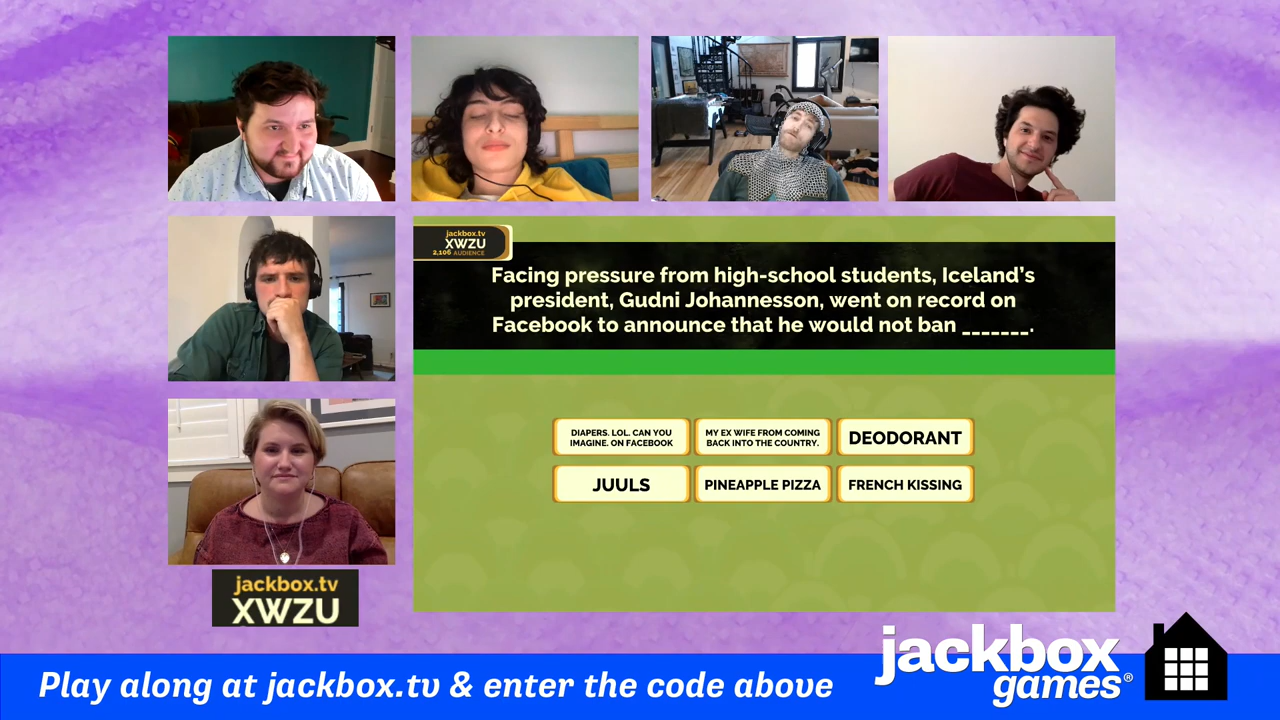 jackbox.tv
XWZU
2,106 AUDIENCE
Facing pressure from high-school students, Iceland's
president, Gudni Johannesson, went on record on
Facebook to announce that he would not ban _______.
DIAPERS. LOL. CAN YOU
IMAGINE. ON FACEBOOK
MY EX WIFE FROM COMING
BACK INTO THE COUNTRY.
DEODORANT
JUULS
PINEAPPLE PIZZA
FRENCH KISSING
jackbox.tv
XWZU
Play along at jackbox.tv & enter the code above
jackbox
games®